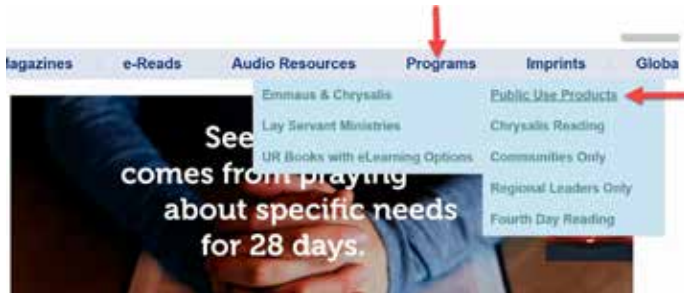 Magazines e-Reads Audio Resources Programs Imprints Globa
Emmaus & Chrysalis Public Use Products
Lay Servant Ministries Chrysalis Reading
UR Books with eLearning Options Communities Only
Regional Leaders Only
Fourth Day Reading
See
comes from praying
about specific needs
for 28 days.